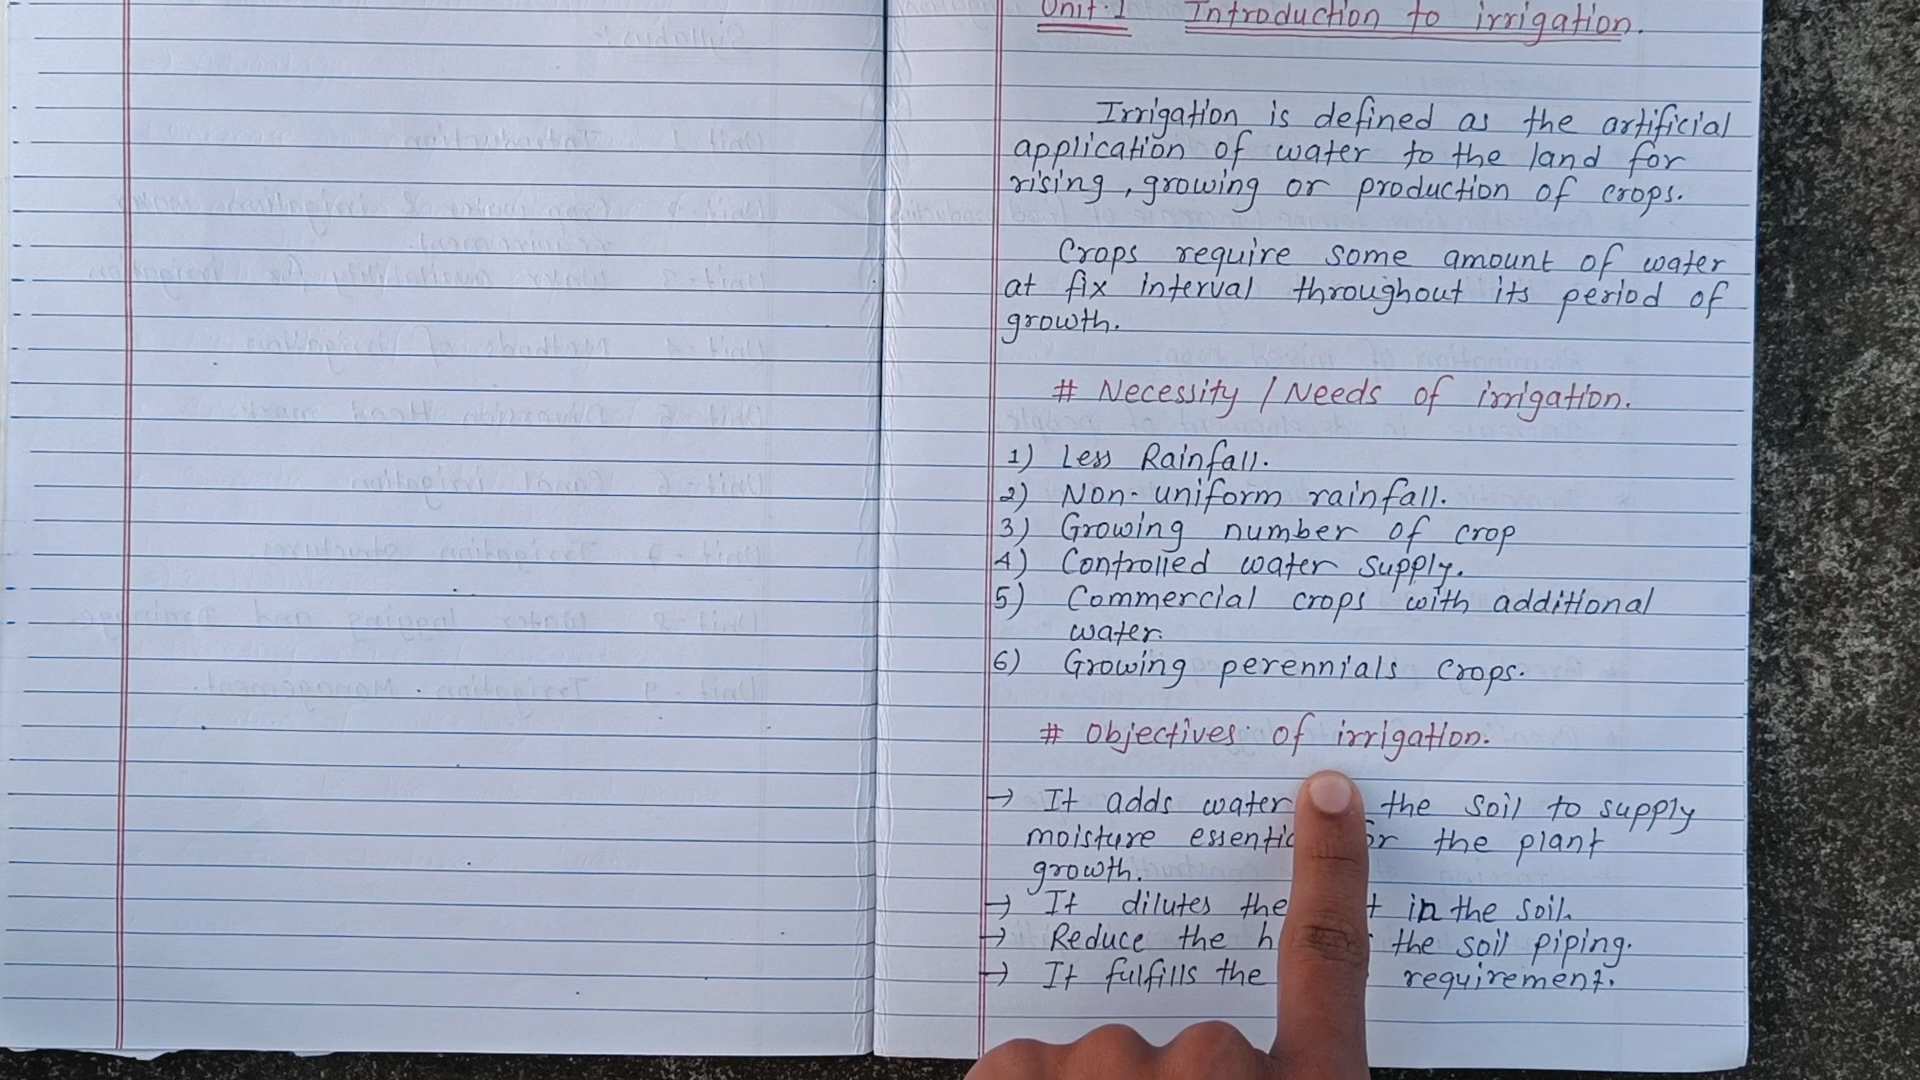 Unit-1 Introduction to irrigation.
Irrigation is defined as the artificial
application of water to the land for
rising, growing or production of crops.
Crops require some amount of water
at fix interval throughout its period of
growth.
# Necessity / Needs of irrigation.
1) Less Rainfall.
2) Non-uniform rainfall.
3) Growing number of crop
4) Controlled water supply.
5) Commercial crops with additional
water.
6) Growing perennials crops.
# Objectives of irrigation.
→ It adds water the soil to supply
moisture for the plant
growth.
→ It dilutes the in the soil.
→ Reduce the the soil piping.
→ It fulfills the requirement.